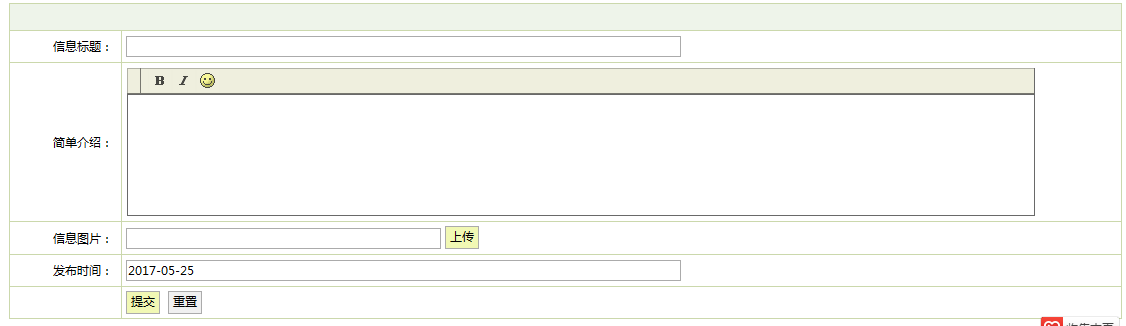 信息标题：
B I
简单介绍：
信息图片： 上传
发布时间： 2017-05-25
提交 重置